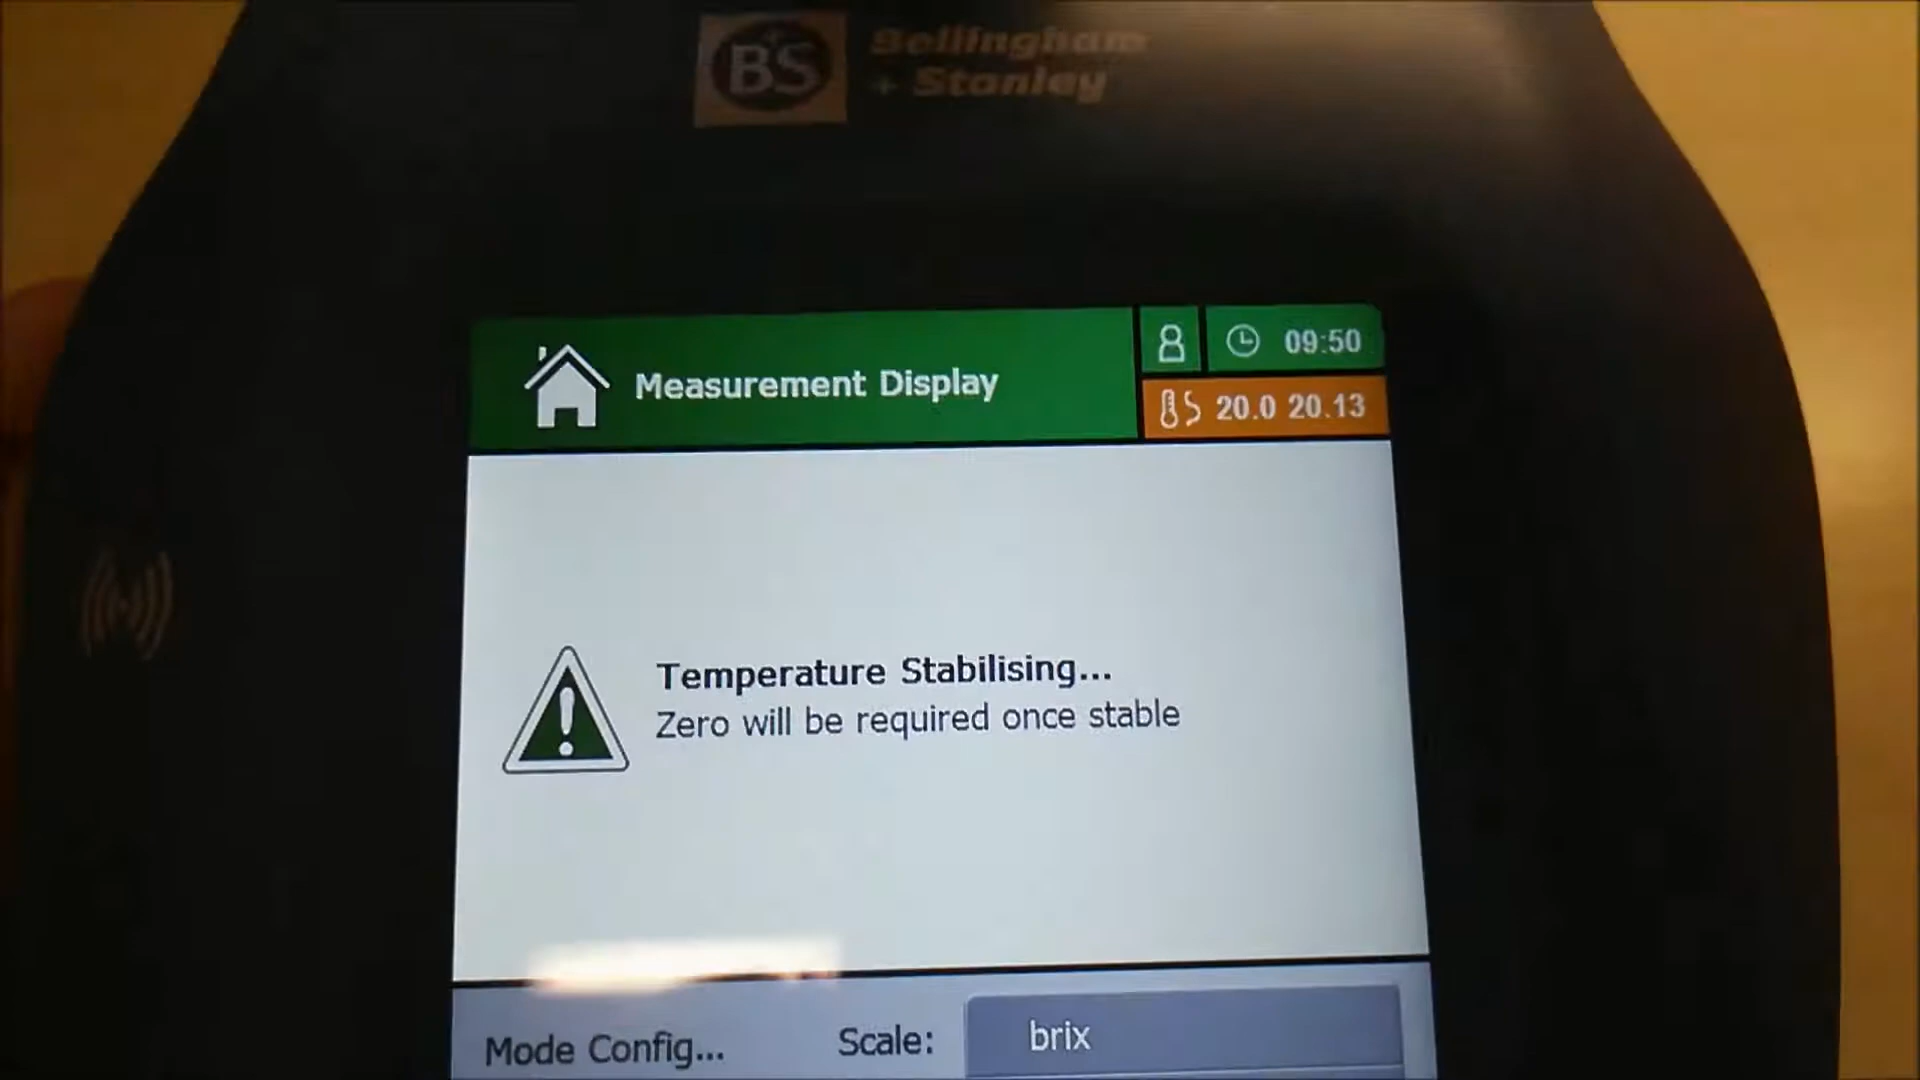 BS
Bellingham
+ Stanley
Measurement Display
09:50
20.0 20.13
Temperature Stabilising...
Zero will be required once stable
Mode Config...
Scale:
brix